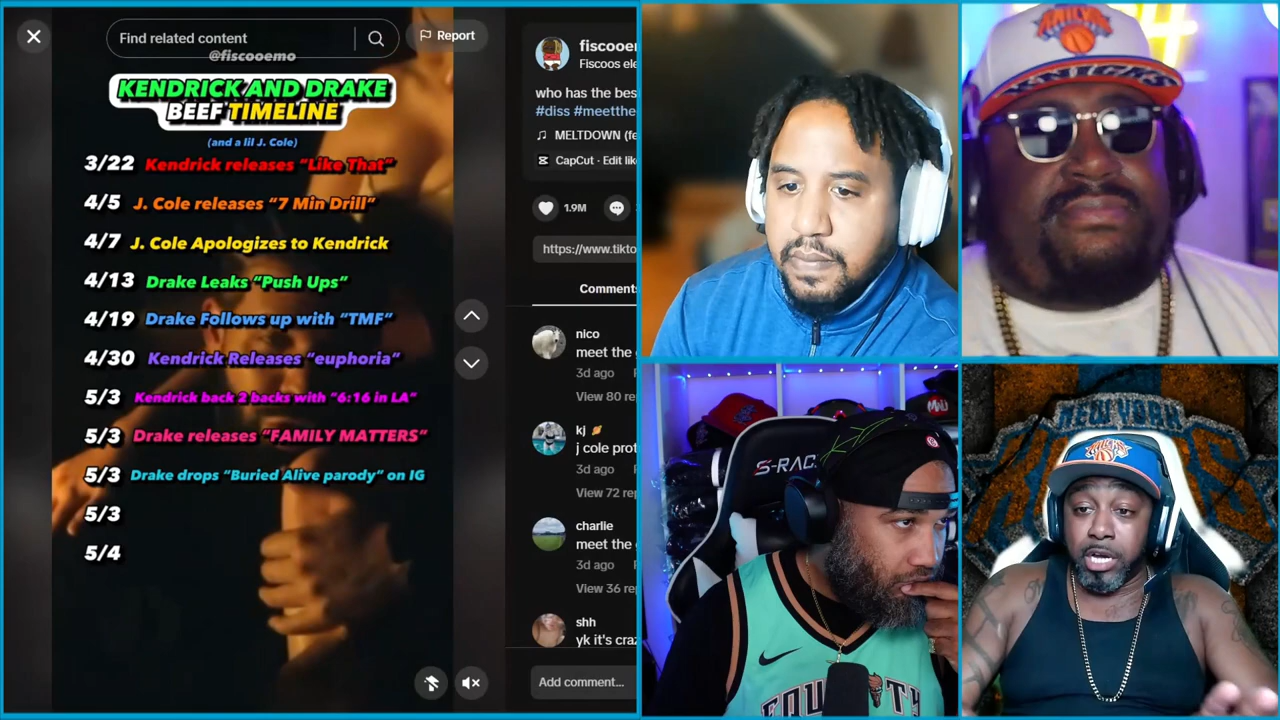 Find related content
Report
@fiscooemo
KENDRICK AND DRAKE
BEEF TIMELINE
(and a lil J. Cole)
3/22 Kendrick releases “Like That”
4/5 J. Cole releases “7 Min Drill”
4/7 J. Cole Apologizes to Kendrick
4/13 Drake Leaks “Push Ups”
4/19 Drake Follows up with “TMF”
4/30 Kendrick Releases “euphoria”
5/3 Kendrick back 2 backs with “6:16 in LA”
5/3 Drake releases “FAMILY MATTERS”
5/3 Drake drops “Buried Alive parody” on IG
5/3
5/4
fiscooe
Fiscoos ele
who has the bes
#diss #meetthe
MELTDOWN (fe
CapCut · Edit lik
1.9M
https://www.tikto
Comments
nico
meet the
3d ago
View 80 rep
kj
j cole prot
3d ago
View 72 rep
charlie
meet the
3d ago
View 36 rep
shh
yk it's craz
Add comment...
KNICKS
S-RAC
NEW YORK
KNICKS